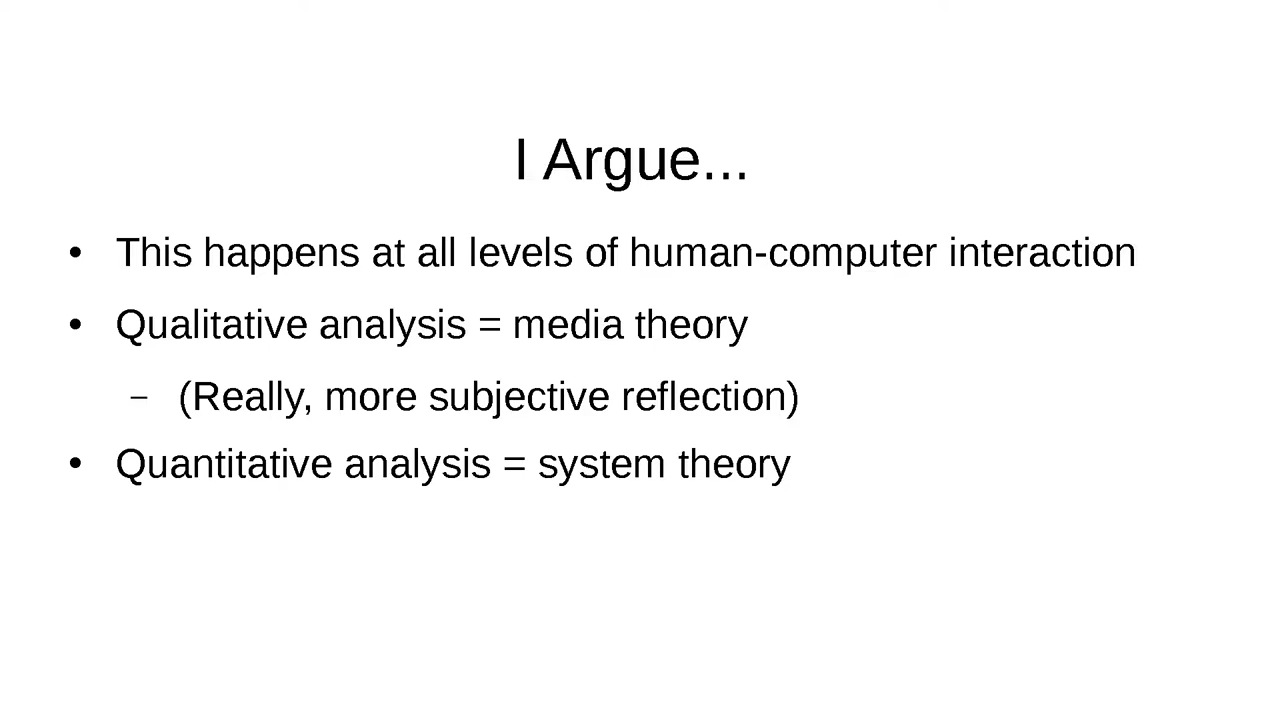 I Argue...
• This happens at all levels of human-computer interaction
• Qualitative analysis = media theory
– (Really, more subjective reflection)
• Quantitative analysis = system theory